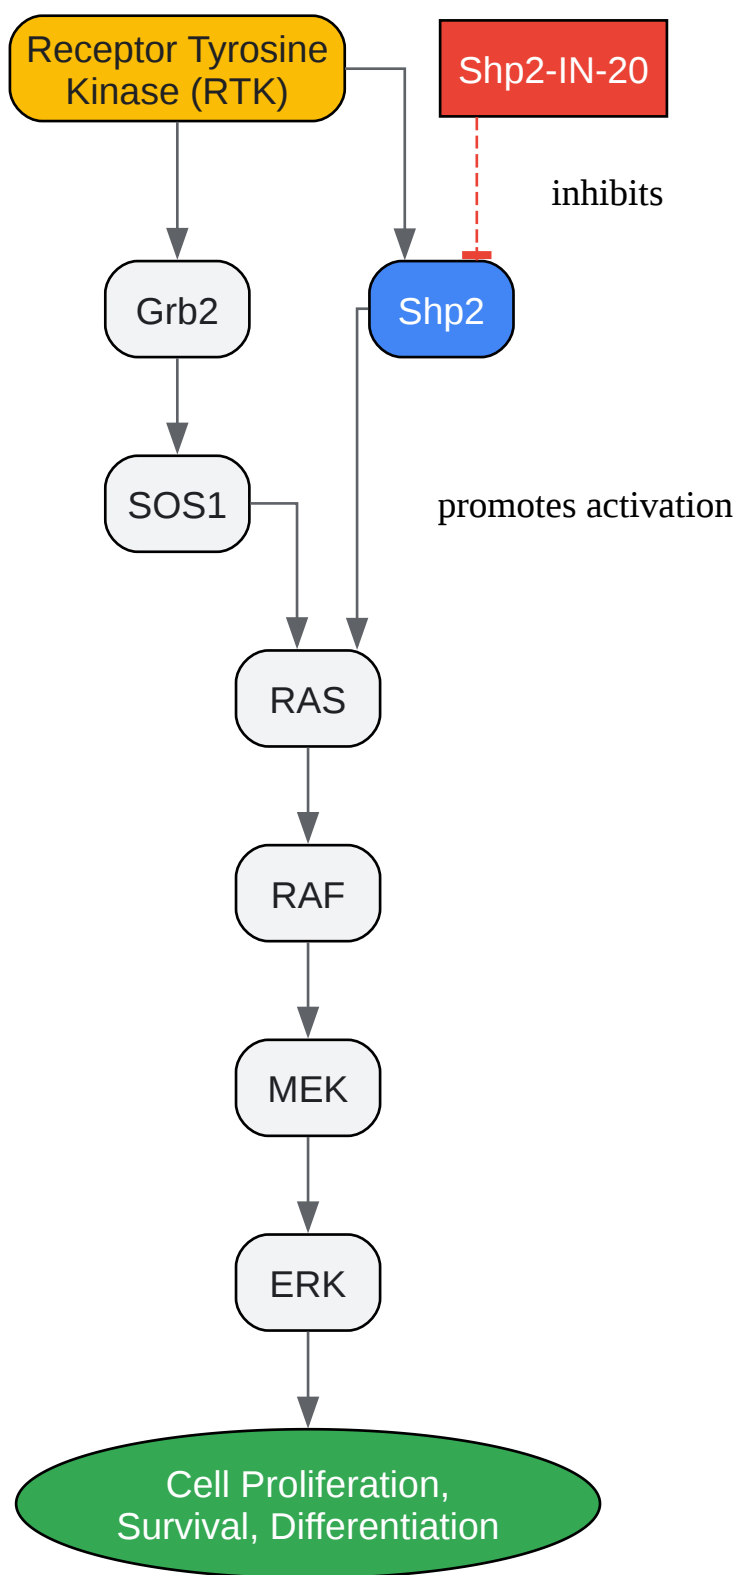 Receptor Tyrosine
Kinase (RTK)
Shp2-IN-20
inhibits
Grb2
Shp2
SOS1
promotes activation
RAS
RAF
MEK
ERK
Cell Proliferation,
Survival, Differentiation